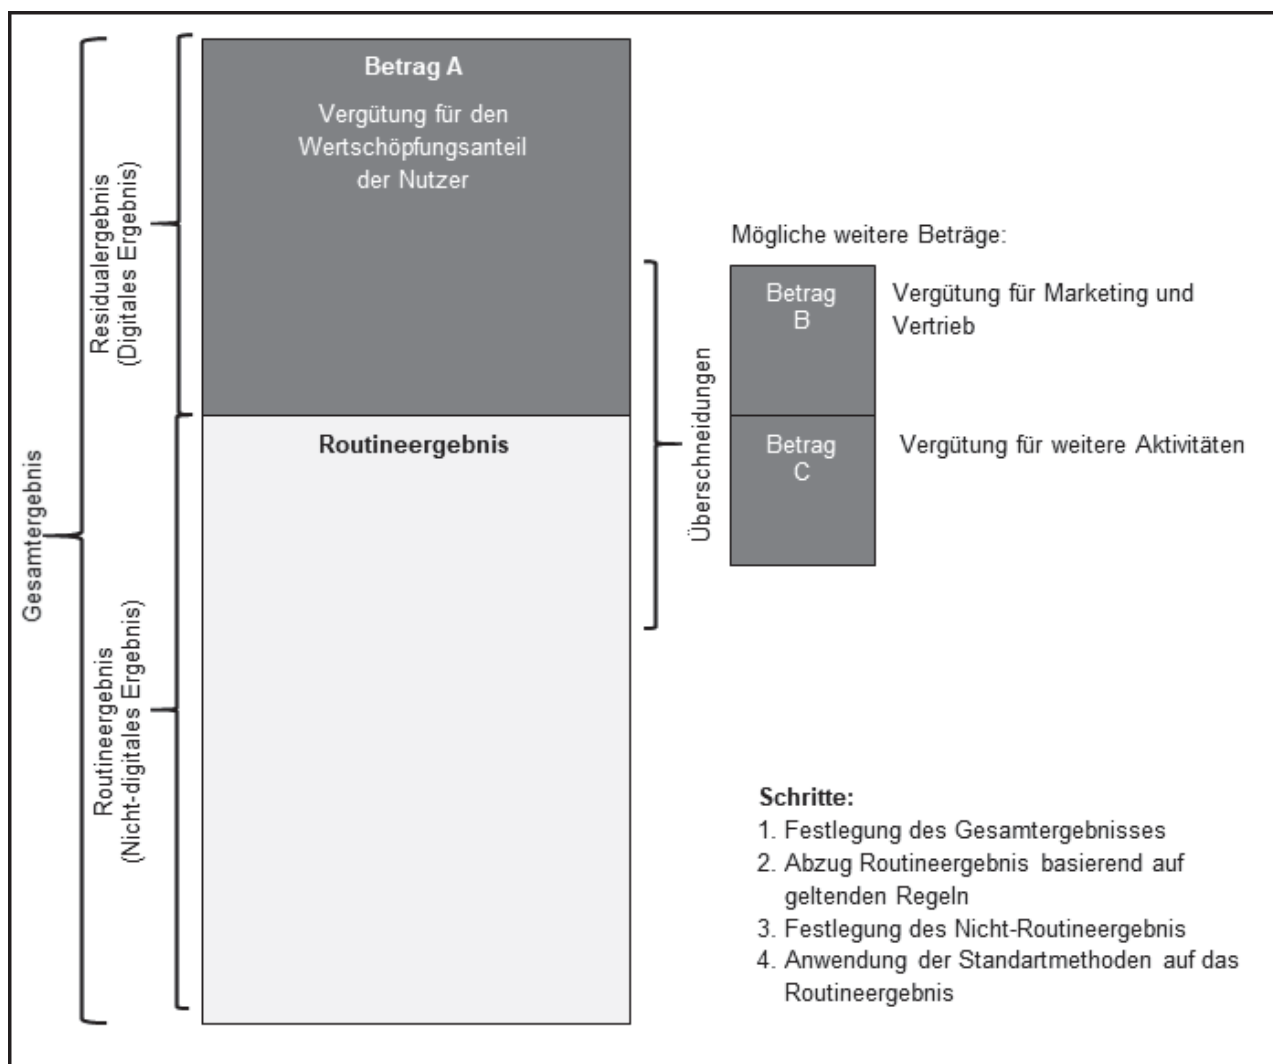 Gesamtergebnis
Residualergebnis
(Digitales Ergebnis)
Routineergebnis
(Nicht-digitales Ergebnis)
Betrag A
Vergütung für den
Wertschöpfungsanteil
der Nutzer
Routineergebnis
Überschneidungen
Mögliche weitere Beträge:
Betrag
B
Vergütung für Marketing und
Vertrieb
Betrag
C
Vergütung für weitere Aktivitäten
Schritte:
1. Festlegung des Gesamtergebnisses
2. Abzug Routineergebnis basierend auf
geltenden Regeln
3. Festlegung des Nicht-Routineergebnis
4. Anwendung der Standartmethoden auf das
Routineergebnis